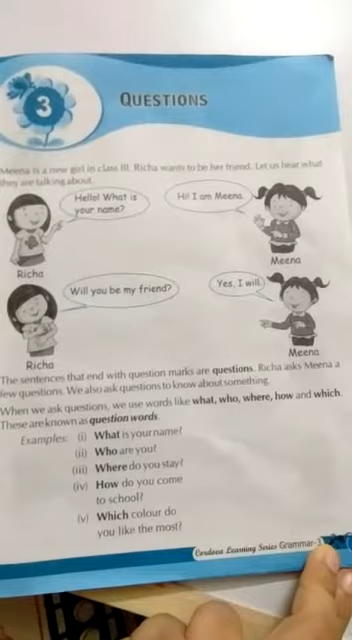 3
QUESTIONS
Meena is a new girl in class III. Richa wants to be her friend. Let us hear what
they are talking about.
Hello! What is
your name?
Hi! I am Meena.
Richa
Meena
Will you be my friend?
Yes, I will.
Richa
Meena
The sentences that end with question marks are questions. Richa asks Meena a
few questions. We also ask questions to know about something.
When we ask questions, we use words like what, who, where, how and which.
These are known as question words.
Examples: (i) What is your name?
(ii) Who are you?
(iii) Where do you stay?
(iv) How do you come
to school?
(v) Which colour do
you like the most?
Cordova Learning Series Grammar-3